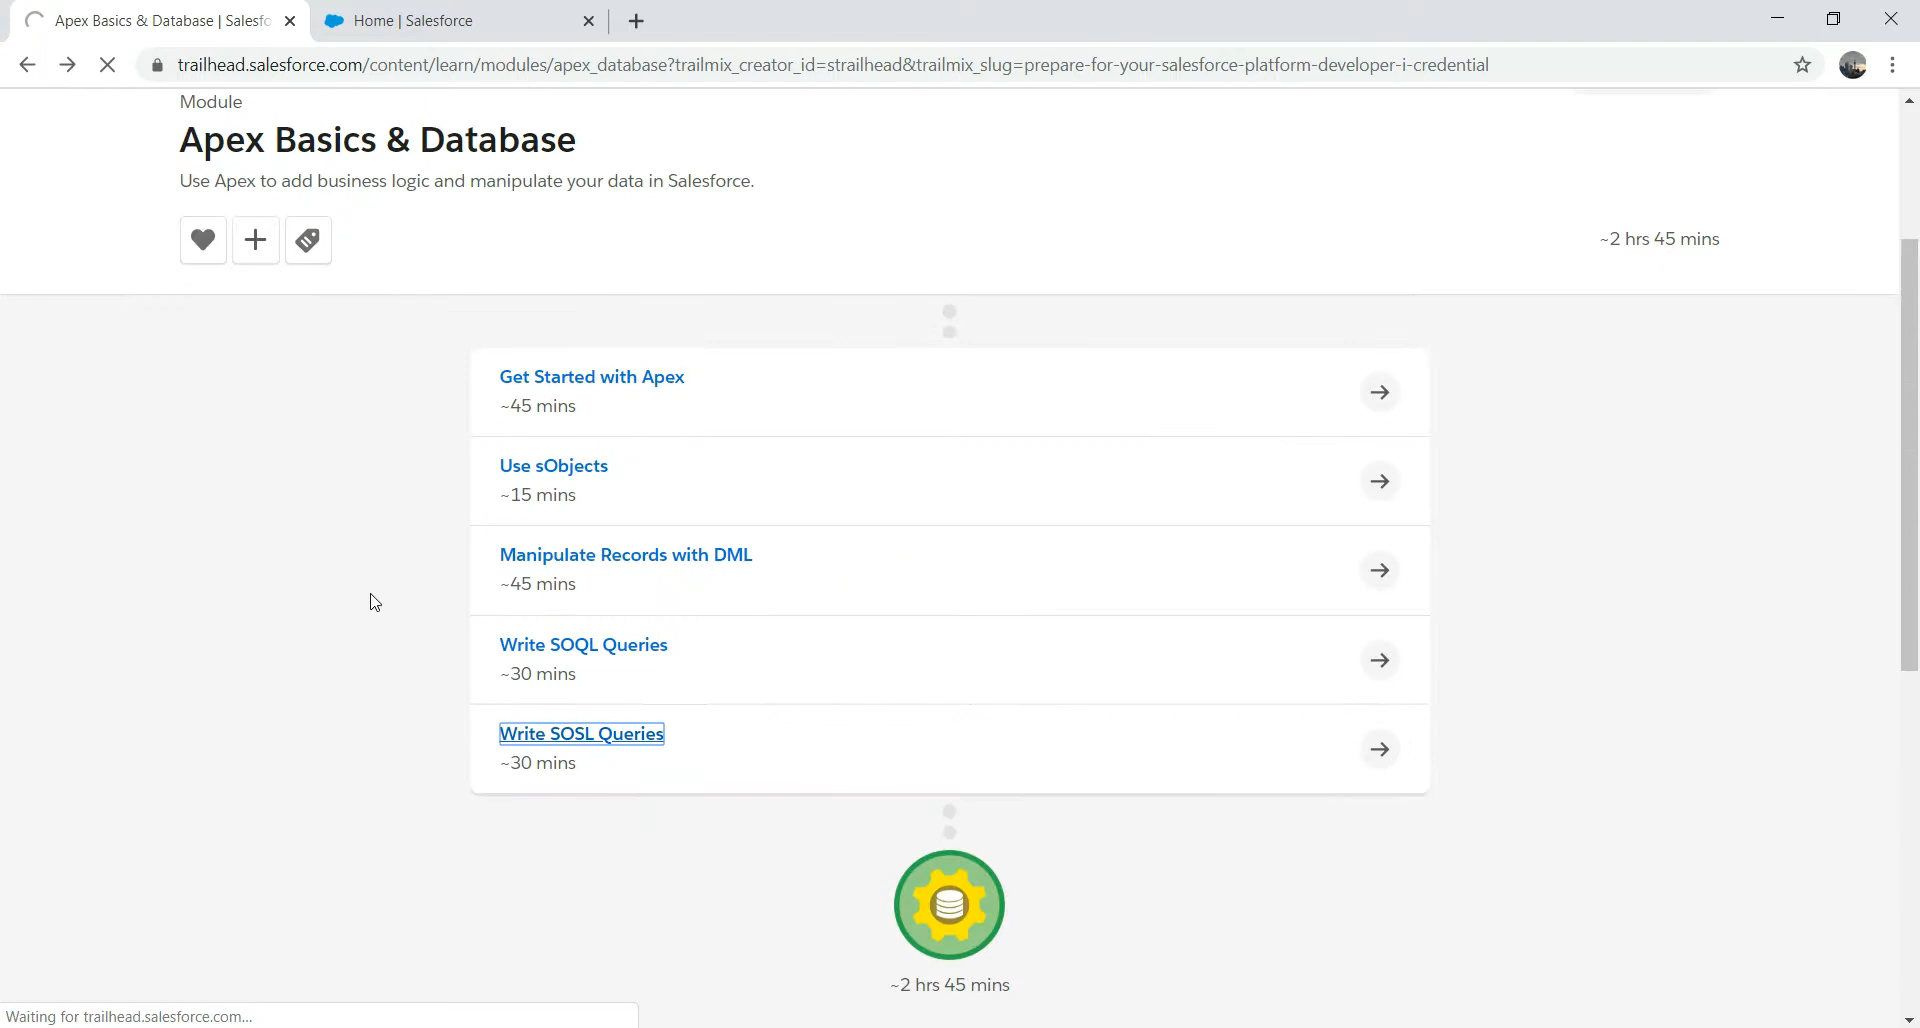 Apex Basics & Database | Salesfo
Home | Salesforce
trailhead.salesforce.com/content/learn/modules/apex_database?trailmix_creator_id=strailhead&trailmix_slug=prepare-for-your-salesforce-platform-developer-i-credential
Module
Apex Basics & Database
Use Apex to add business logic and manipulate your data in Salesforce.
~2 hrs 45 mins
Get Started with Apex
~45 mins
Use sObjects
~15 mins
Manipulate Records with DML
~45 mins
Write SOQL Queries
~30 mins
Write SOSL Queries
~30 mins
~2 hrs 45 mins
Waiting for trailhead.salesforce.com...